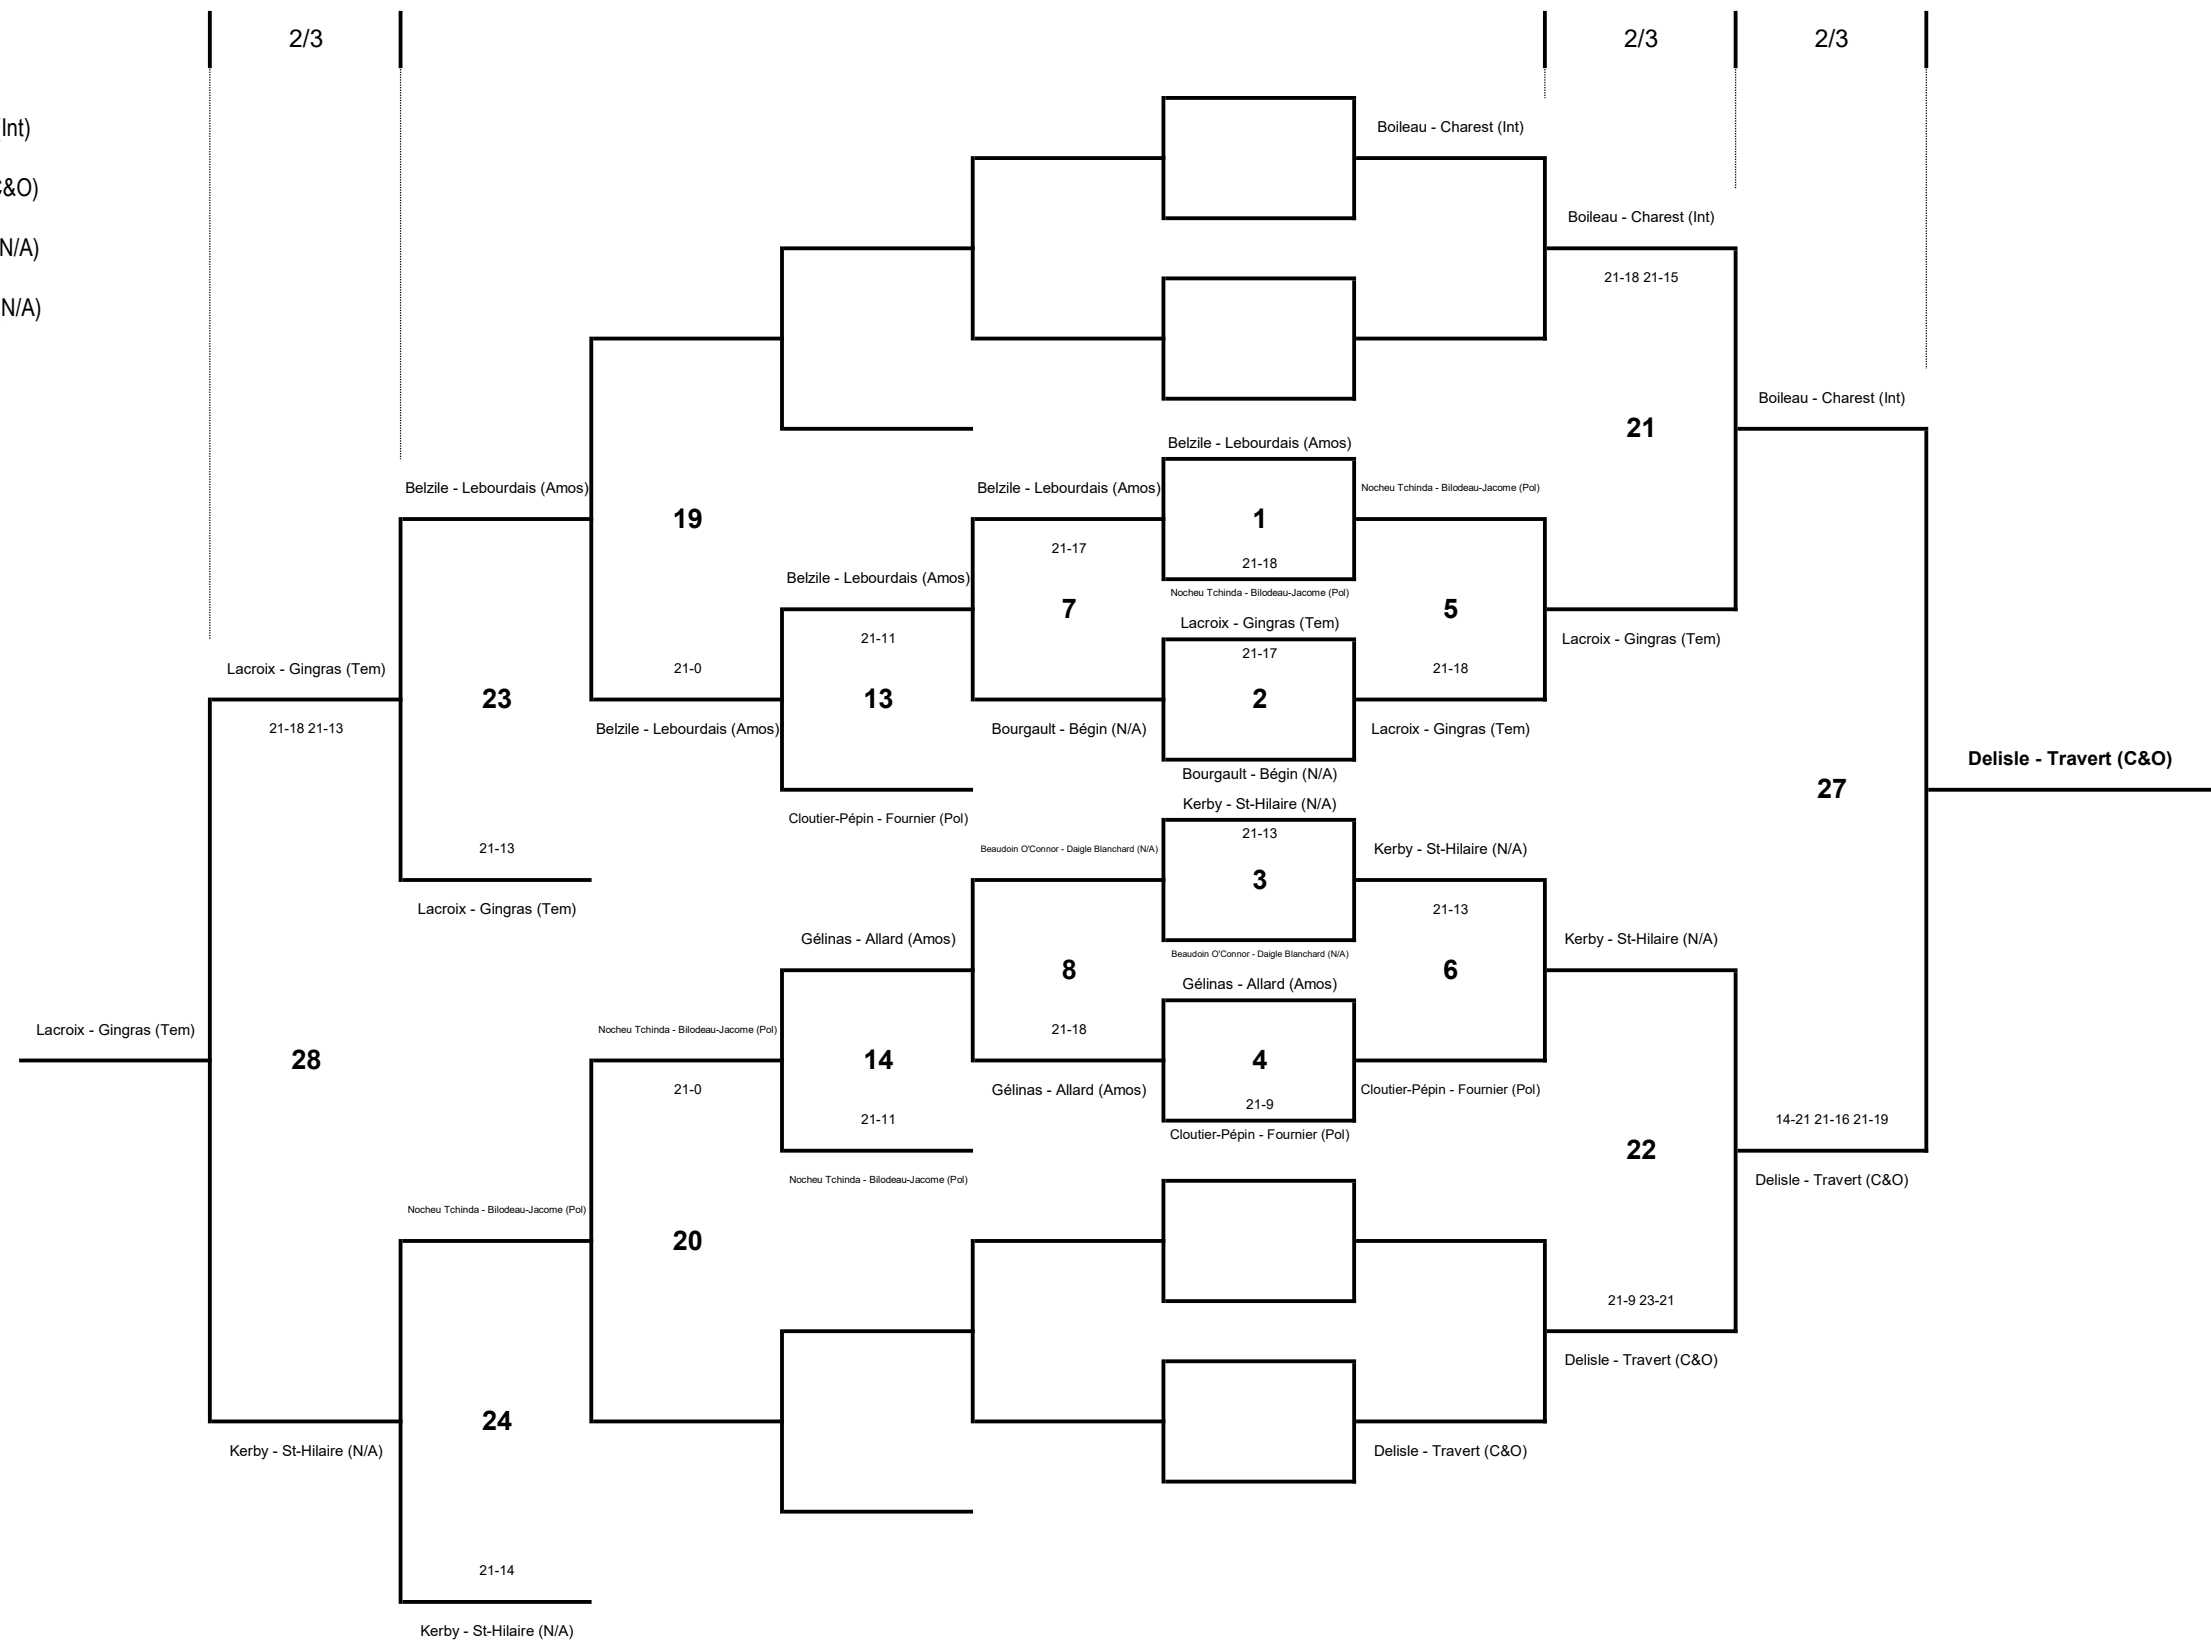 2/3
2/3
2/3
Int)
Boileau - Charest (Int)
&O)
Boileau - Charest (Int)
N/A)
21-18 21-15
N/A)
Boileau - Charest (Int)
21
Belzile - Lebourdais (Amos)
Belzile - Lebourdais (Amos)
Belzile - Lebourdais (Amos)
Nocheu Tchinda - Bilodeau-Jacome (Pol)
19
1
21-17
21-18
Belzile - Lebourdais (Amos)
Nocheu Tchinda - Bilodeau-Jacome (Pol)
7
5
Lacroix - Gingras (Tem)
21-11
Lacroix - Gingras (Tem)
21-17
Lacroix - Gingras (Tem)
21-0
21-18
23
13
2
21-18 21-13
Belzile - Lebourdais (Amos)
Bourgault - Bégin (N/A)
Lacroix - Gingras (Tem)
Delisle - Travert (C&O)
Bourgault - Bégin (N/A)
27
Kerby - St-Hilaire (N/A)
Cloutier-Pépin - Fournier (Pol)
21-13
21-13
Beaudoin O'Connor - Daigle Blanchard (N/A)
Kerby - St-Hilaire (N/A)
3
Lacroix - Gingras (Tem)
21-13
Gélinas - Allard (Amos)
Kerby - St-Hilaire (N/A)
Beaudoin O'Connor - Daigle Blanchard (N/A)
8
6
Gélinas - Allard (Amos)
Lacroix - Gingras (Tem)
Nocheu Tchinda - Bilodeau-Jacome (Pol)
21-18
28
14
4
21-0
Gélinas - Allard (Amos)
Cloutier-Pépin - Fournier (Pol)
21-9
21-11
14-21 21-16 21-19
Cloutier-Pépin - Fournier (Pol)
22
Nocheu Tchinda - Bilodeau-Jacome (Pol)
Delisle - Travert (C&O)
Nocheu Tchinda - Bilodeau-Jacome (Pol)
20
21-9 23-21
Delisle - Travert (C&O)
24
Kerby - St-Hilaire (N/A)
Delisle - Travert (C&O)
21-14
Kerby - St-Hilaire (N/A)